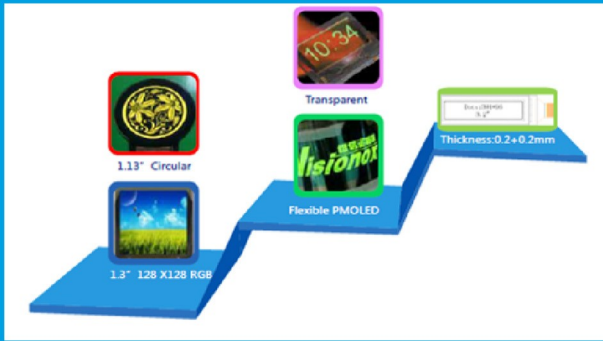 10:34
Transparent
1.13" Circular
Visionox
Thickness:0.2+0.2mm
Flexible PMOLED
1.3" 128 X128 RGB